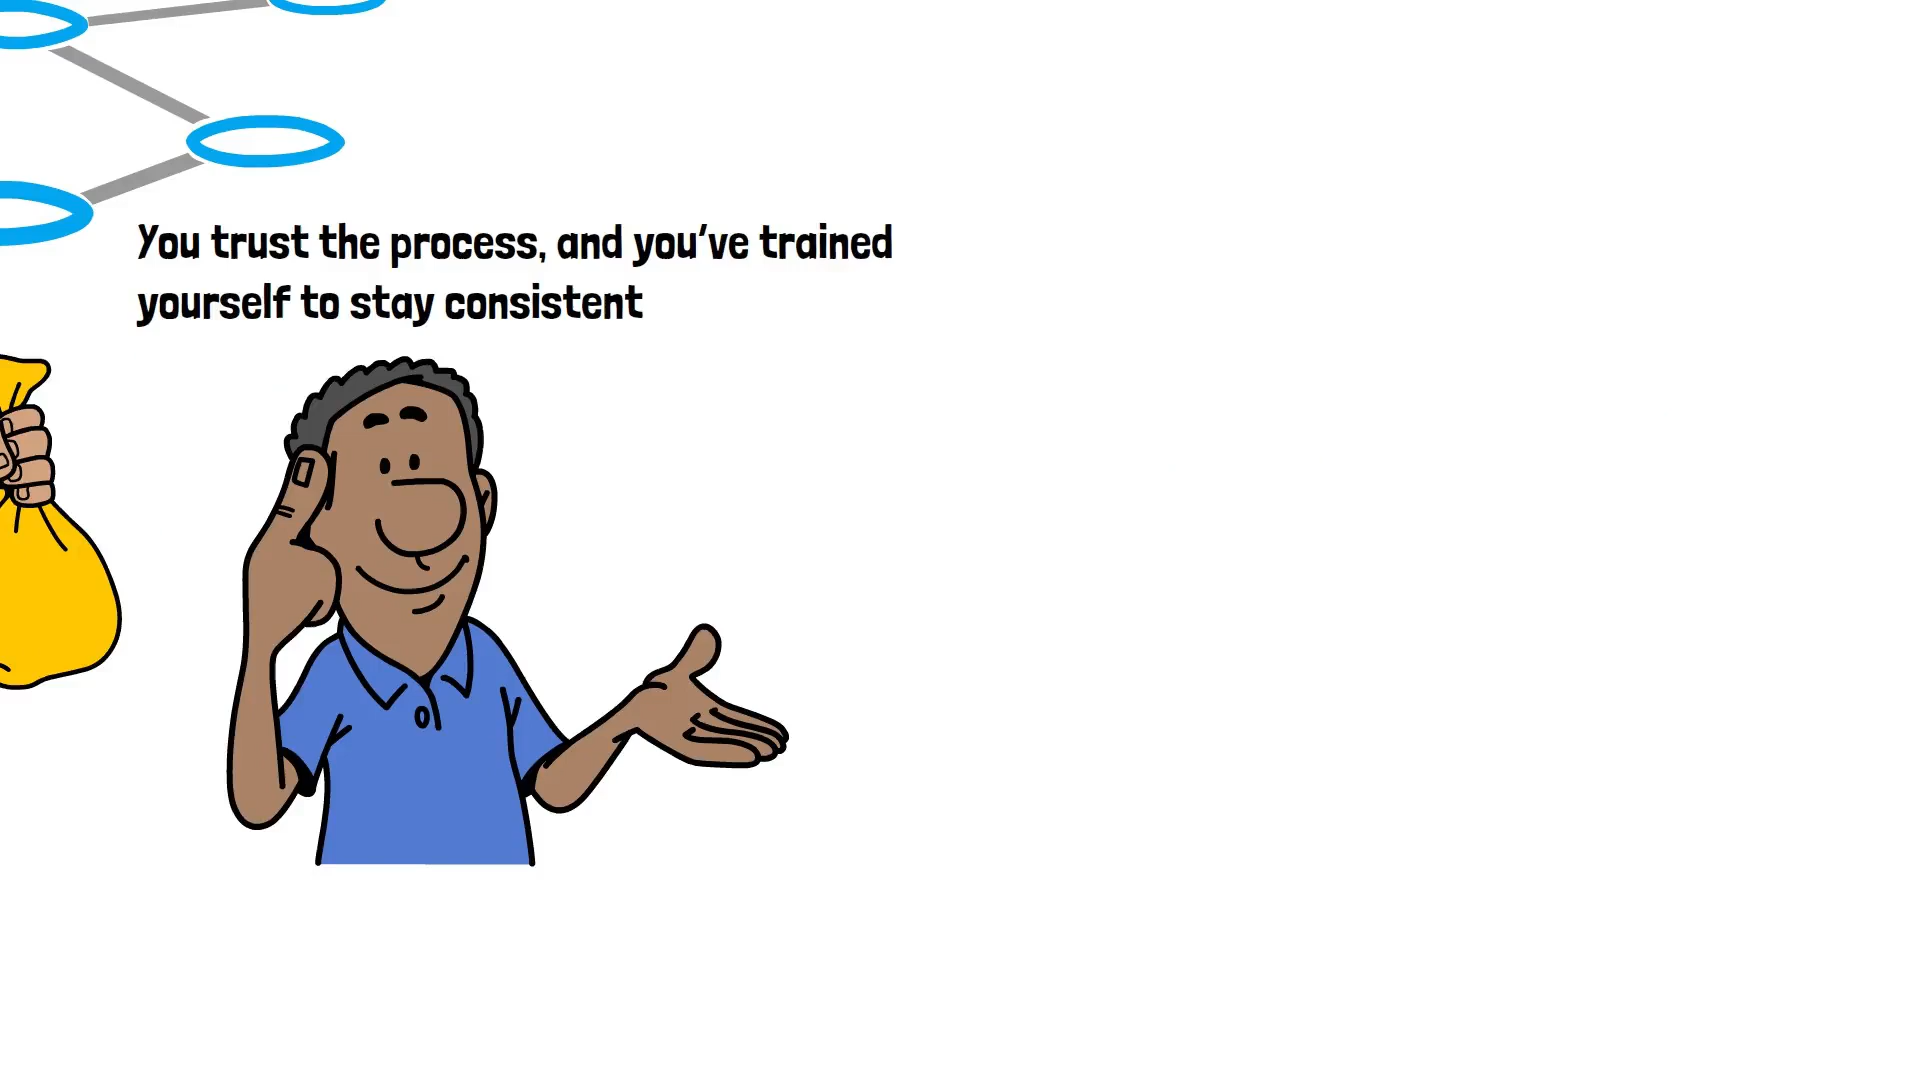 You trust the process, and you've trained
yourself to stay consistent